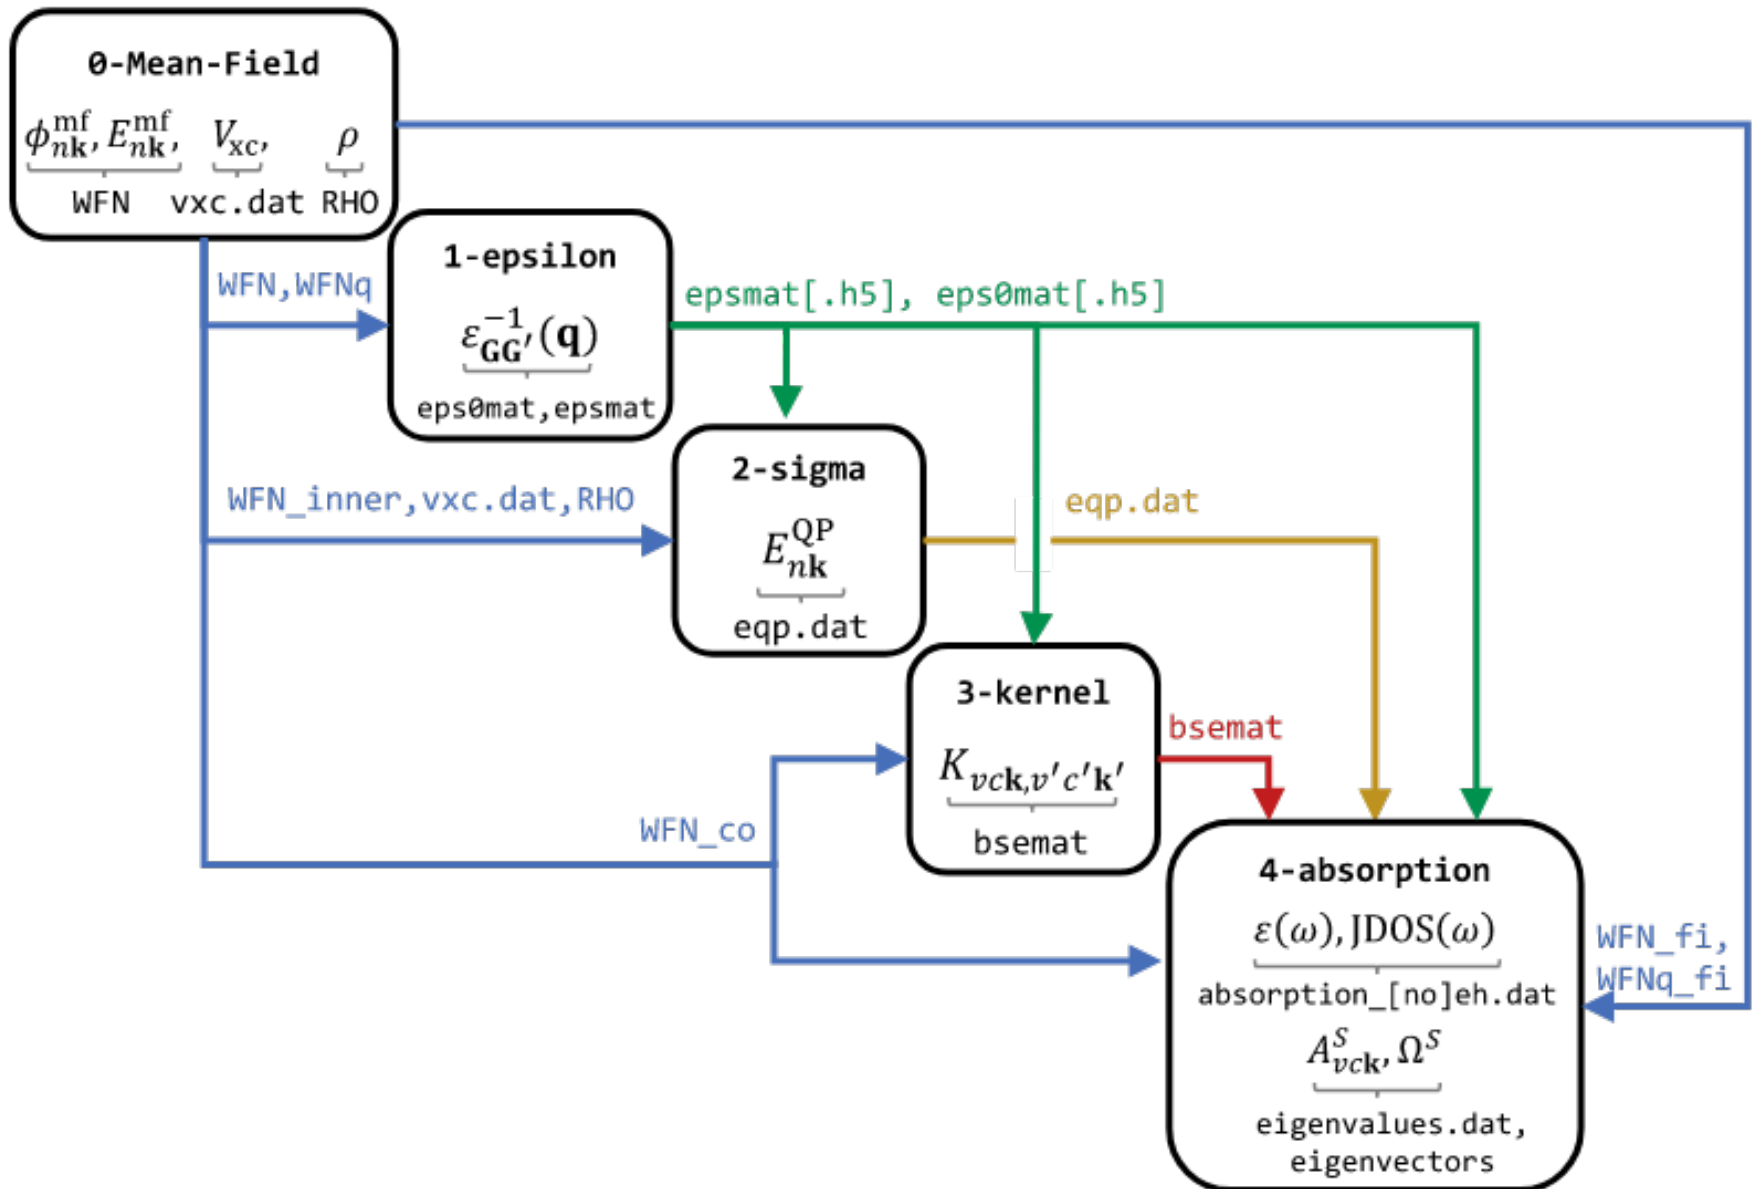 0-Mean-Field
ϕ^mf_nk, E^mf_nk, V_xc, ρ
WFN vxc.dat RHO
1-epsilon
WFN,WFNq
epsmat[.h5], eps0mat[.h5]
ε^−1_GG′(q)
eps0mat,epsmat
2-sigma
WFN_inner,vxc.dat,RHO
eqp.dat
E^QP_nk
eqp.dat
3-kernel
bsemat
K_vck,v′c′k′
WFN_co
bsemat
4-absorption
ε(ω),JDOS(ω)
WFN_fi,
WFNq_fi
absorption_[no]eh.dat
A^S_vck, Ω^S
eigenvalues.dat,
eigenvectors